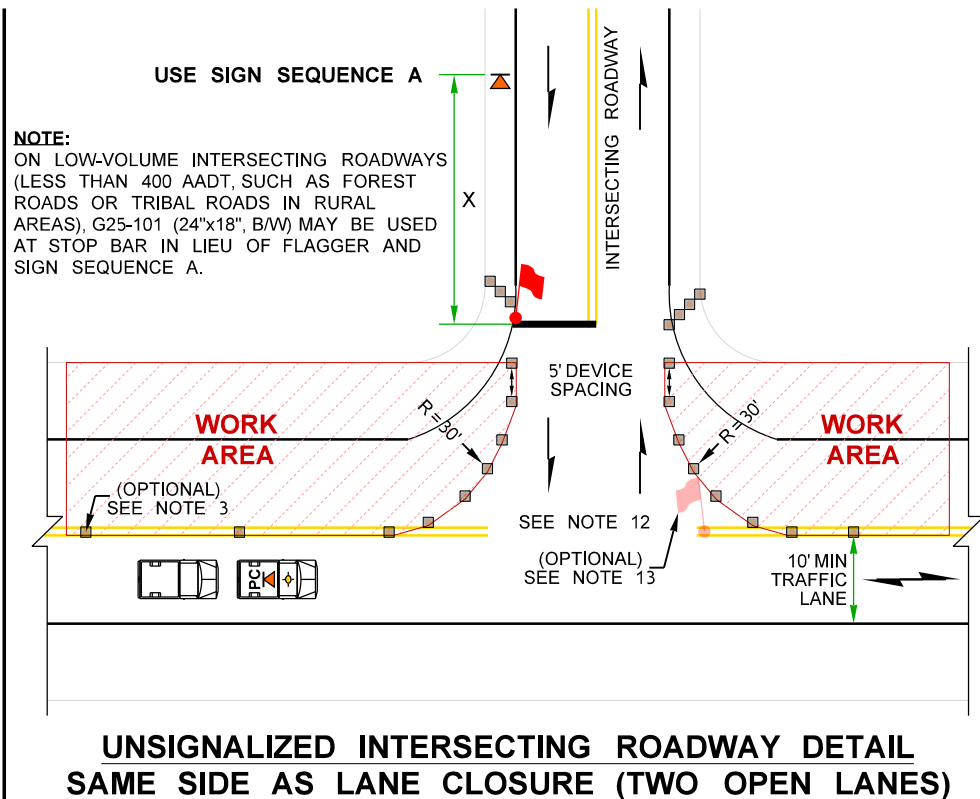 USE SIGN SEQUENCE A
NOTE:
ON LOW-VOLUME INTERSECTING ROADWAYS
(LESS THAN 400 AADT, SUCH AS FOREST
ROADS OR TRIBAL ROADS IN RURAL
AREAS), G25-101 (24"x18", B/W) MAY BE USED
AT STOP BAR IN LIEU OF FLAGGER AND
SIGN SEQUENCE A.
X
INTERSECTING ROADWAY
5' DEVICE
SPACING
WORK
AREA
R=30'
R=30'
WORK
AREA
(OPTIONAL)
SEE NOTE 3
SEE NOTE 12
(OPTIONAL)
SEE NOTE 13
10' MIN
TRAFFIC
LANE
PC
UNSIGNALIZED INTERSECTING ROADWAY DETAIL
SAME SIDE AS LANE CLOSURE (TWO OPEN LANES)